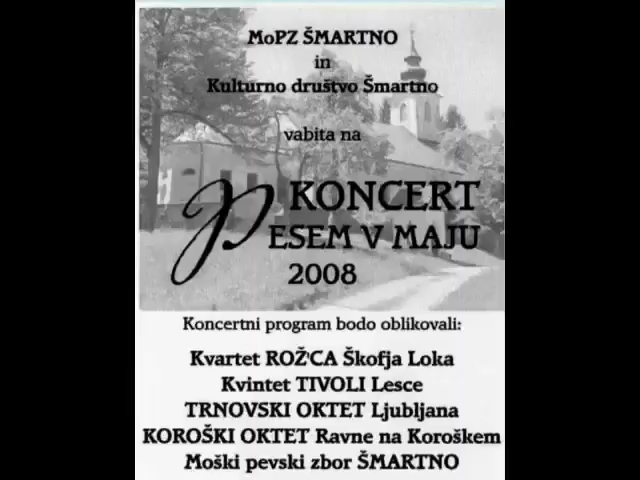 MoPZ ŠMARTNO
in
Kulturno društvo Šmartno
vabita na
KONCERT
PESEM V MAJU
2008
Koncertni program bodo oblikovali:
Kvartet ROŽ'CA Škofja Loka
Kvintet TIVOLI Lesce
TRNOVSKI OKTET Ljubljana
KOROŠKI OKTET Ravne na Koroškem
Moški pevski zbor ŠMARTNO